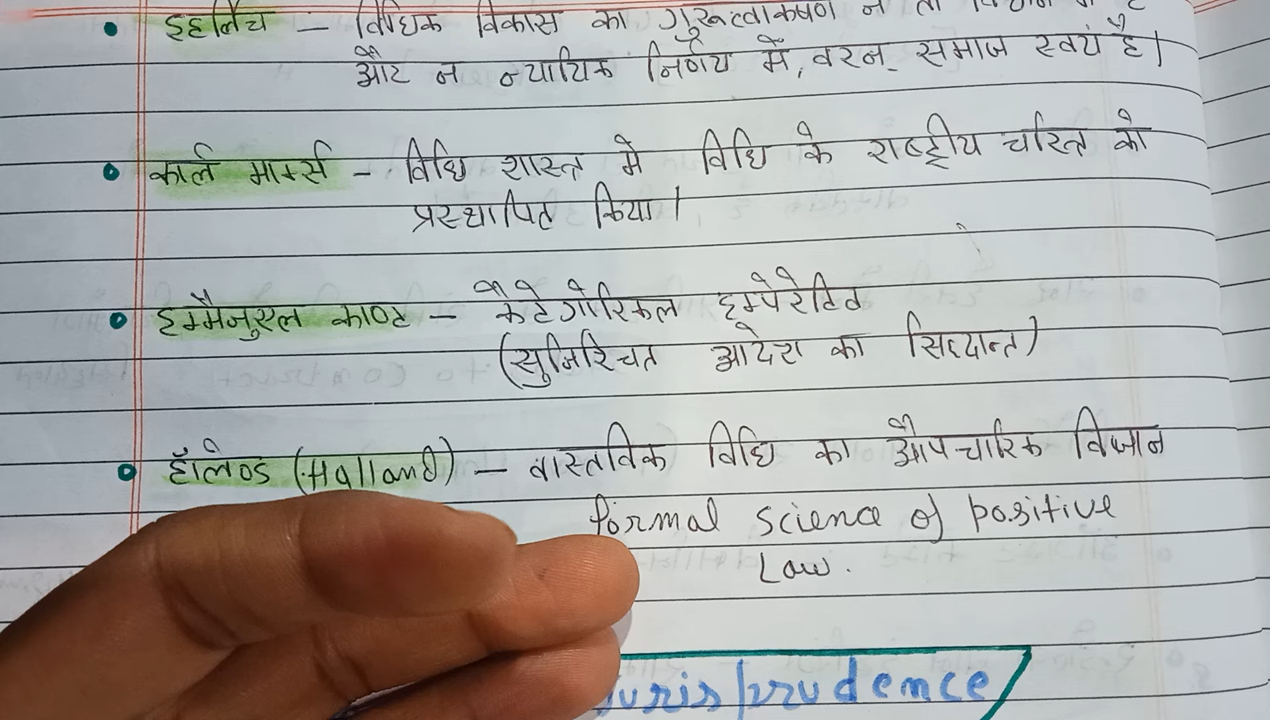 • इहर्लिच – विधिक विकास का गुरूत्वाकर्षण न तो
और न न्यायिक निर्णय में, वरन् समाज स्वयं है।
• कार्ल मार्क्स – विधि शास्त्र मे विधि के राष्ट्रीय चरित्र को
प्रस्थापित किया।
• इम्मैनुएल काण्ट – केटेगोरिकल इम्पेरेटिव
(सुनिश्चित आदेश का सिद्धान्त)
• हॉलेण्ड (Halland) – वास्तविक विधि का औपचारिक विज्ञान
formal science of positive
Law.
jurisprudence